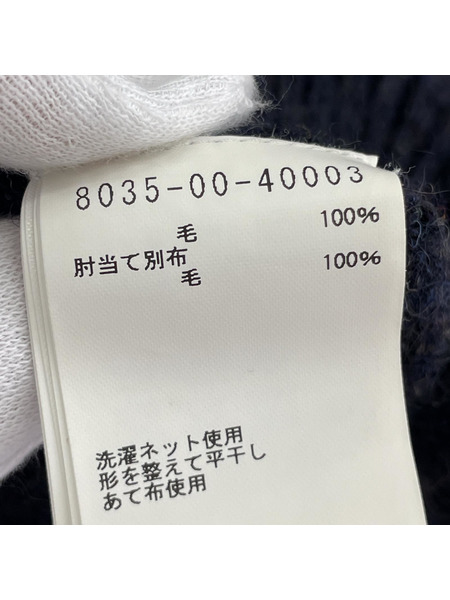 8035-00-40003
毛 100%
肘当て別布
毛 100%
洗濯ネット使用
形を整えて平干し
あて布使用